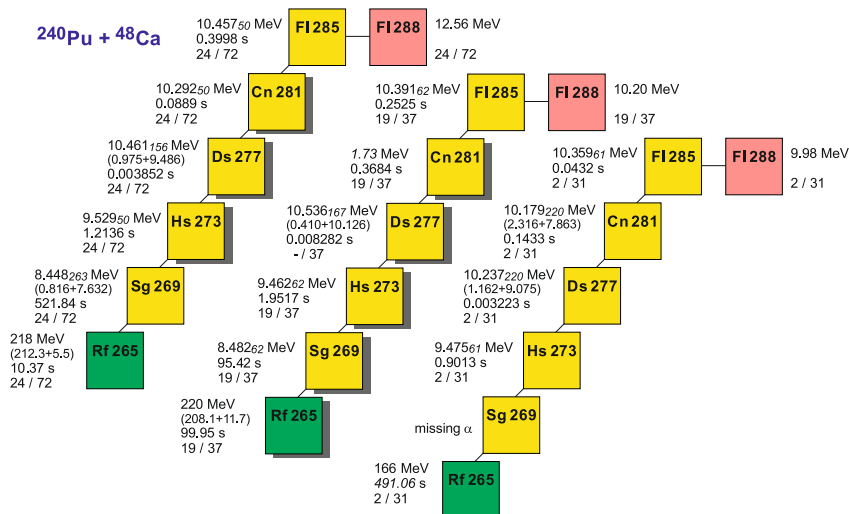 240Pu + 48Ca
10.457₅₀ MeV
0.3998 s
24 / 72
Fl 285
Fl 288
12.56 MeV
24 / 72
10.292₅₀ MeV
0.0889 s
24 / 72
Cn 281
10.461₁₅₆ MeV
(0.975+9.486)
0.003852 s
24 / 72
Ds 277
9.529₅₀ MeV
1.2136 s
24 / 72
Hs 273
8.448₂₆₃ MeV
(0.816+7.632)
521.84 s
24 / 72
Sg 269
218 MeV
(212.3+5.5)
10.37 s
24 / 72
Rf 265
10.391₆₂ MeV
0.2525 s
19 / 37
Fl 285
Fl 288
10.20 MeV
19 / 37
1.73 MeV
0.3684 s
19 / 37
Cn 281
10.536₁₆₇ MeV
(0.410+10.126)
0.008282 s
- / 37
Ds 277
9.462₆₂ MeV
1.9517 s
19 / 37
Hs 273
8.482₆₂ MeV
95.42 s
19 / 37
Sg 269
220 MeV
(208.1+11.7)
99.95 s
19 / 37
Rf 265
10.359₆₁ MeV
0.0432 s
2 / 31
Fl 285
Fl 288
9.98 MeV
2 / 31
10.179₂₂₀ MeV
(2.316+7.863)
0.1433 s
2 / 31
Cn 281
10.237₂₂₀ MeV
(1.162+9.075)
0.003223 s
2 / 31
Ds 277
9.475₆₁ MeV
0.9013 s
2 / 31
Hs 273
missing α
Sg 269
166 MeV
491.06 s
2 / 31
Rf 265